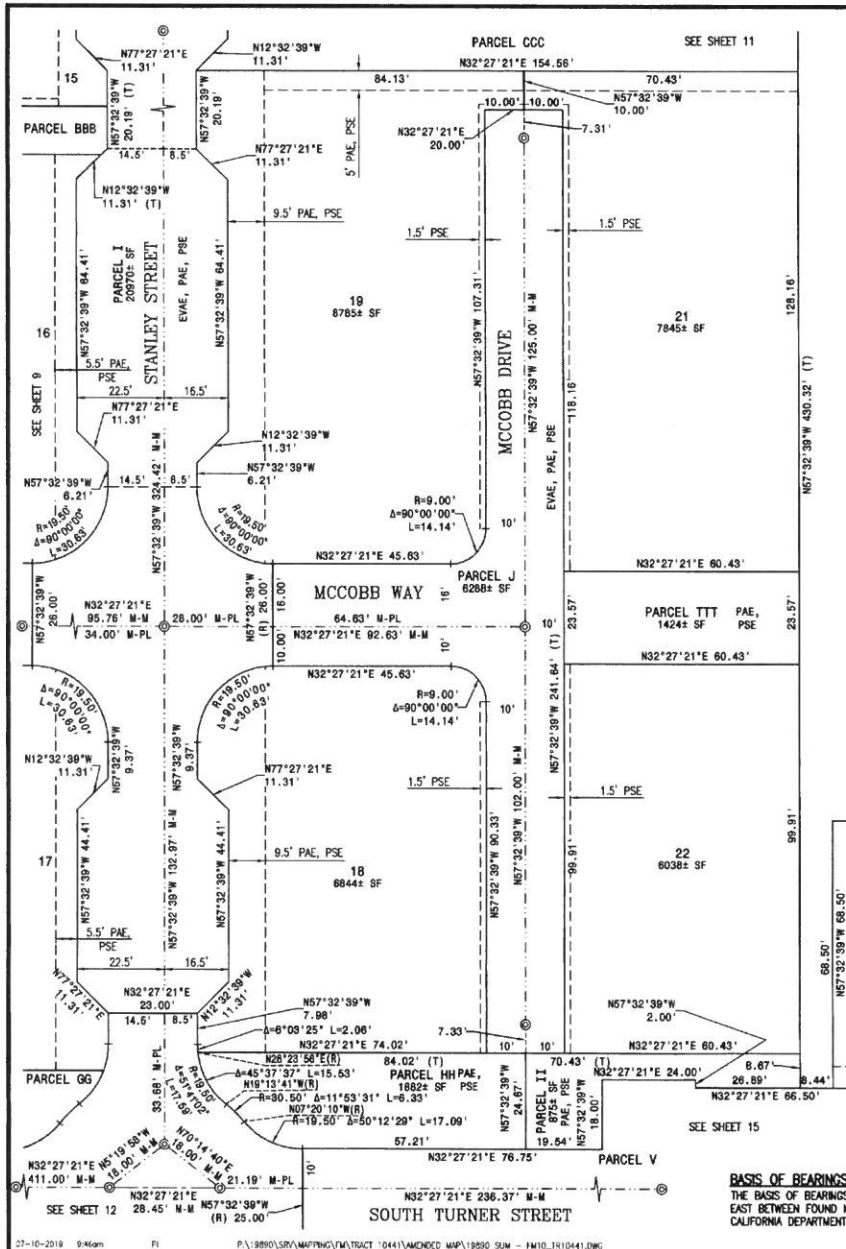 PARCEL CCC
SEE SHEET 11
N77°27'21"E
11.31'
N12°32'39"W
11.31'
N32°27'21"E 154.56'
84.13'
70.43'
15
N57°32'39"W
20.19' (T)
N57°32'39"W
20.19'
10.00'
10.00'
N57°32'39"W
10.00'
7.31'
N32°27'21"E
20.00'
PARCEL BBB
14.5'
8.5'
N77°27'21"E
11.31'
5' PAE, PSE
N12°32'39"W
11.31' (T)
9.5' PAE, PSE
1.5' PSE
1.5' PSE
N57°32'39"W 64.41'
PARCEL I
20970± SF
STANLEY STREET
EVAE, PAE, PSE
N57°32'39"W 64.41'
N57°32'39"W 107.31'
MCCOBB DRIVE
N57°32'39"W 125.00' M-M
19
8785± SF
21
7845± SF
128.16'
16
SEE SHEET 9
5.5' PAE,
PSE
118.16'
N57°32'39"W 430.32' (T)
22.5'
16.5'
N77°27'21"E
11.31'
N12°32'39"W
11.31'
EVAE, PAE, PSE
N57°32'39"W
6.21'
14.5'
8.5'
N57°32'39"W
6.21'
N57°32'39"W 324.42' M-M
R=19.50'
Δ=90°00'00"
L=30.63'
R=19.50'
Δ=90°00'00"
L=30.63'
R=9.00'
Δ=90°00'00"
L=14.14'
10'
N32°27'21"E 45.63'
N32°27'21"E 60.43'
MCCOBB WAY
PARCEL J
6288± SF
N57°32'39"W
26.00'
N57°32'39"W
(R) 26.00'
16.00'
16'
N32°27'21"E
95.76' M-M
34.00' M-PL
28.00' M-PL
64.63' M-PL
N32°27'21"E 92.63' M-M
10'
23.57'
PARCEL TTT
1424± SF
PAE,
PSE
23.57'
10.00'
10'
N32°27'21"E 45.63'
N32°27'21"E 60.43'
N57°32'39"W 241.64' (T)
R=19.50'
Δ=90°00'00"
L=30.63'
R=19.50'
Δ=90°00'00"
L=30.63'
R=9.00'
Δ=90°00'00"
L=14.14'
10'
N12°32'39"W
11.31'
N57°32'39"W
9.37'
N57°32'39"W
9.37'
N77°27'21"E
11.31'
1.5' PSE
1.5' PSE
N57°32'39"W 44.41'
N57°32'39"W 132.97' M-M
N57°32'39"W 44.41'
N57°32'39"W 90.33'
N57°32'39"W 102.00' M-M
99.91'
99.91'
17
9.5' PAE, PSE
18
6844± SF
22
6038± SF
5.5' PAE,
PSE
22.5'
16.5'
68.50'
N57°32'39"W 68.50'
N77°27'21"E
11.31'
N32°27'21"E
23.00'
N12°32'39"W
11.31'
14.5'
8.5'
N57°32'39"W
7.98'
Δ=6°03'25" L=2.06'
7.33'
N57°32'39"W
2.00'
N32°27'21"E 74.02'
10'
10'
N32°27'21"E 60.43'
N26°23'56"E(R)
84.02' (T)
70.43' (T)
PARCEL GG
33.68' M-PL
R=19.50'
Δ=51°41'02"
L=17.59'
Δ=45°37'37" L=15.53'
PARCEL HH
1882± SF
PAE,
PSE
N19°13'41"W(R)
R=30.50' Δ=11°53'31" L=6.33'
N07°20'10"W(R)
R=19.50' Δ=50°12'29" L=17.09'
N57°32'39"W
24.67'
PARCEL II
875± SF
PAE, PSE
N57°32'39"W
18.00'
N32°27'21"E 24.00'
8.67'
26.89'
8.44'
N32°27'21"E 66.50'
SEE SHEET 15
57.21'
19.54'
N32°27'21"E 76.75'
PARCEL V
N5°19'58"W
18.00' M-M
N70°14'40"E
18.00' M-M
N32°27'21"E
411.00' M-M
21.19' M-PL
10'
SEE SHEET 12
N32°27'21"E
28.45' M-M
N57°32'39"W
(R) 25.00'
N32°27'21"E 236.37' M-M
SOUTH TURNER STREET
BASIS OF BEARINGS
THE BASIS OF BEARINGS
EAST BETWEEN FOUND
CALIFORNIA DEPARTMENT
07-10-2019 9:46am
PI
P:\19890\SRV\MAPPING\FM\TRACT 10441\AMENDED MAP\19890 SUM - FM10_TR10441.DWG